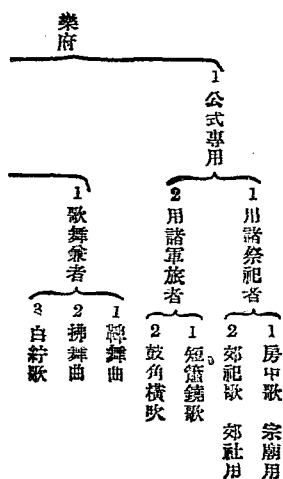 樂府
1 公式專用
1 用諸祭祀者
1 房中歌 宗廟用
2 郊祀歌 郊社用
2 用諸軍旅者
1 短簫鐃歌
2 鼓角橫吹
1 歌舞兼者
1 鞞舞曲
2 拂舞曲
3 白紵歌